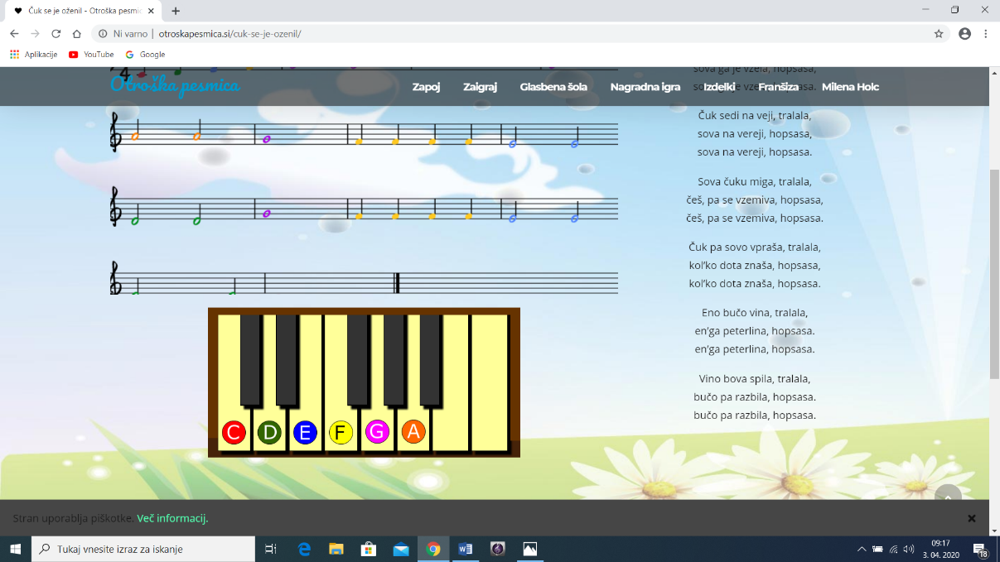 Čuk se je oženil - Otroška pesmic
Ni varno | otroskapesmica.si/cuk-se-je-ozenil/
Aplikacije YouTube Google
4
Otroška pesmica
Zapoj Zaigraj Glasbena šola Nagradna igra Izdelki Franšiza Milena Holc
sova ga je vzela, hopsasa,
sova ga je vzela, hopsasa.
Čuk sedi na veji, tralala,
sova na vereji, hopsasa,
sova na vereji, hopsasa.
Sova čuku miga, tralala,
češ, pa se vzemiva, hopsasa,
češ, pa se vzemiva, hopsasa.
Čuk pa sovo vpraša, tralala,
kol’ko dota znaša, hopsasa,
kol’ko dota znaša, hopsasa.
Eno bučo vina, tralala,
en’ga peterlina, hopsasa.
en’ga peterlina, hopsasa.
Vino bova spila, tralala,
bučo pa razbila, hopsasa.
bučo pa razbila, hopsasa.
C D E F G A
Stran uporablja piškotke. Več informacij.
Tukaj vnesite izraz za iskanje
09:17
3. 04. 2020
18